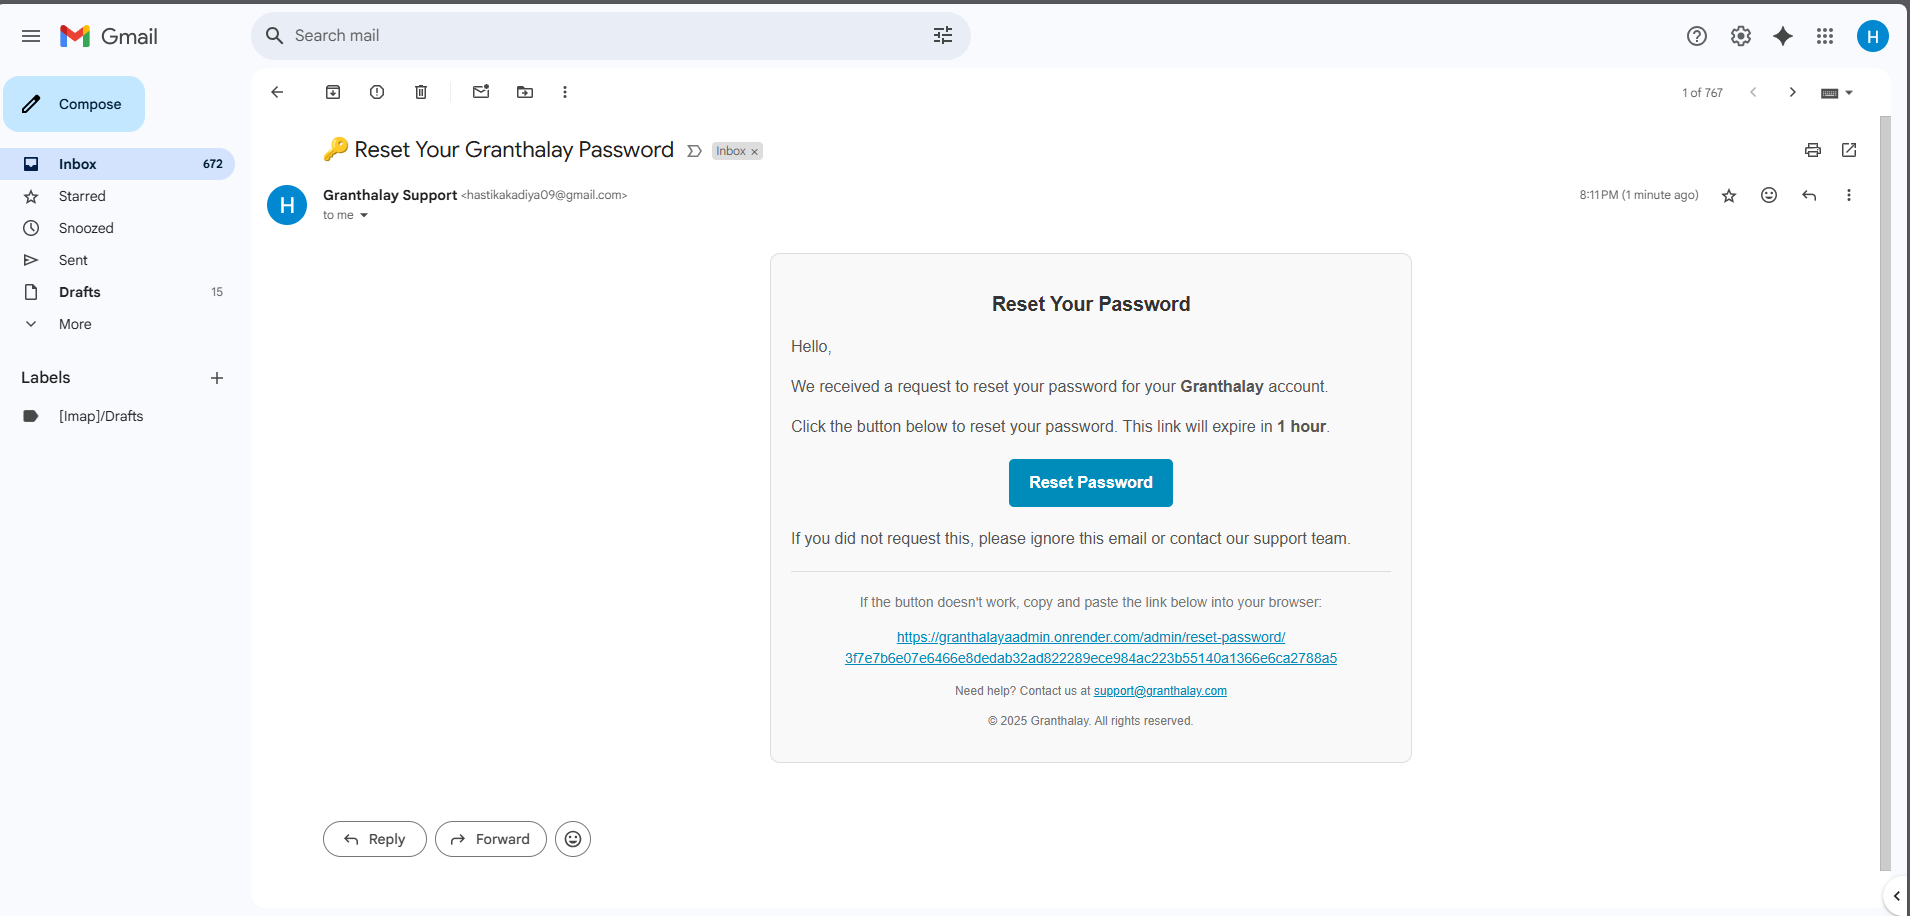 Gmail
Search mail
H
Compose
1 of 767
Inbox 672
Starred
Snoozed
Sent
Drafts 15
More
Labels
[Imap]/Drafts
🔑 Reset Your Granthalay Password Inbox ×
H
Granthalay Support <hastikakadiya09@gmail.com> 8:11 PM (1 minute ago)
to me
Reset Your Password
Hello,
We received a request to reset your password for your Granthalay account.
Click the button below to reset your password. This link will expire in 1 hour.
Reset Password
If you did not request this, please ignore this email or contact our support team.
If the button doesn't work, copy and paste the link below into your browser:
https://granthalayaadmin.onrender.com/admin/reset-password/
3f7e7b6e07e6466e8dedab32ad822289ece984ac223b55140a1366e6ca2788a5
Need help? Contact us at support@granthalay.com
© 2025 Granthalay. All rights reserved.
Reply Forward